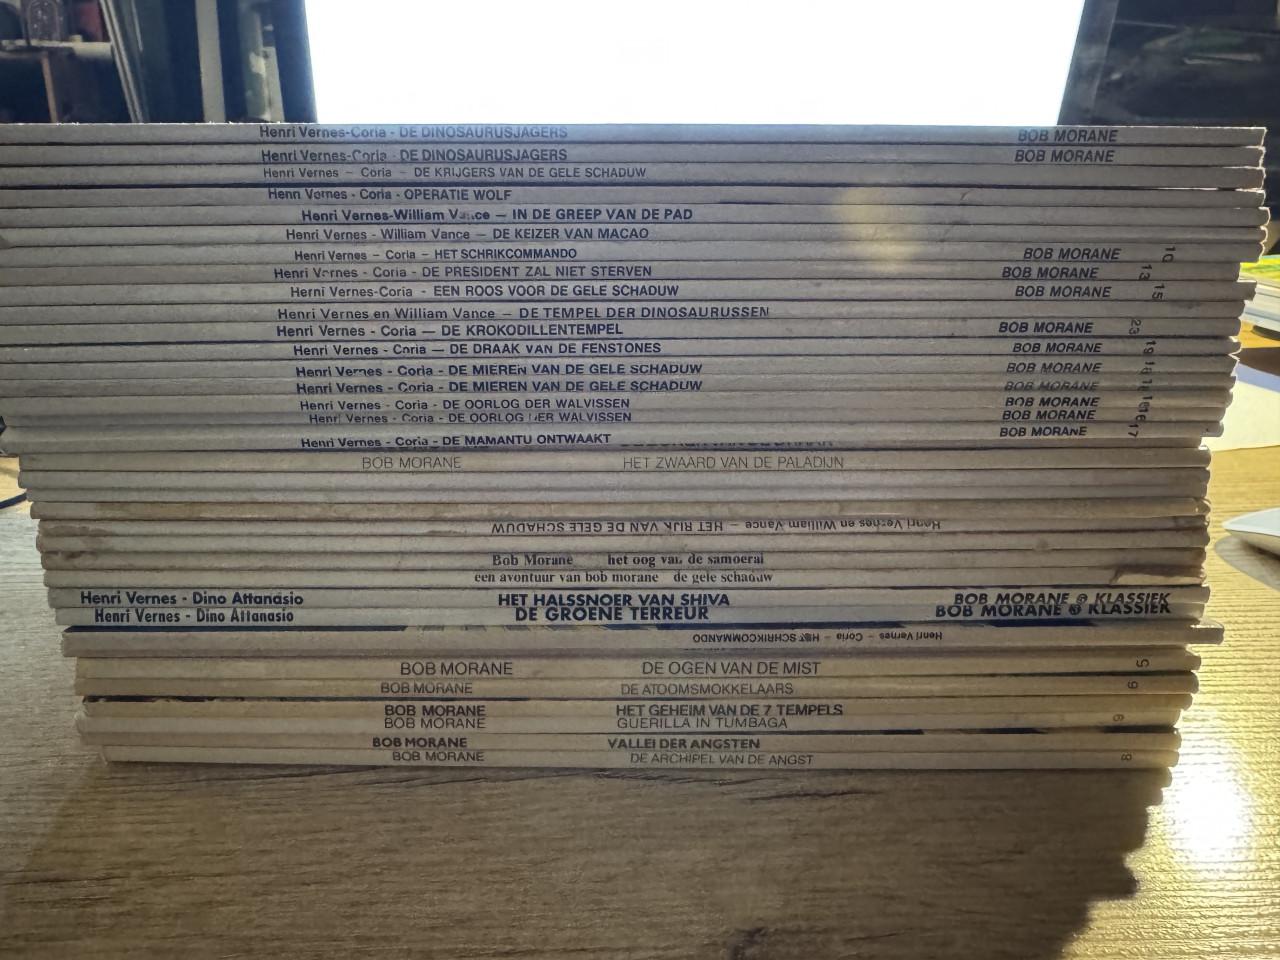 Henri Vernes-Coria - DE DINOSAURUSJAGERS BOB MORANE
Henri Vernes-Coria - DE DINOSAURUSJAGERS BOB MORANE
Henri Vernes - Coria - DE KRIJGERS VAN DE GELE SCHADUW
Henri Vernes - Coria - OPERATIE WOLF
Henri Vernes-William Vance — IN DE GREEP VAN DE PAD
Henri Vernes - William Vance — DE KEIZER VAN MACAO
Henri Vernes - Coria - HET SCHRIKCOMMANDO BOB MORANE 10
Henri Vernes - Coria - DE PRESIDENT ZAL NIET STERVEN BOB MORANE 13
Herni Vernes-Coria - EEN ROOS VOOR DE GELE SCHADUW BOB MORANE 15
Henri Vernes en William Vance — DE TEMPEL DER DINOSAURUSSEN
Henri Vernes - Coria — DE KROKODILLENTEMPEL BOB MORANE 23
Henri Vernes - Coria — DE DRAAK VAN DE FENSTONES BOB MORANE 19
Henri Vernes - Coria - DE MIEREN VAN DE GELE SCHADUW BOB MORANE
Henri Vernes - Coria - DE MIEREN VAN DE GELE SCHADUW BOB MORANE
Henri Vernes - Coria - DE OORLOG DER WALVISSEN BOB MORANE 16
Henri Vernes - Coria - DE OORLOG DER WALVISSEN BOB MORANE 16
Henri Vernes - Coria - DE MAMANTU ONTWAAKT BOB MORANE 17
BOB MORANE HET ZWAARD VAN DE PALADIJN
Henri Vernes en William Vance — HET RIJK VAN DE GELE SCHADUW
Bob Morane het oog van de samoerai
een avontuur van bob morane de gele schaduw
Henri Vernes - Dino Attanasio HET HALSSNOER VAN SHIVA BOB MORANE KLASSIEK
Henri Vernes - Dino Attanasio DE GROENE TERREUR BOB MORANE KLASSIEK
Henri Vernes - Coria - HET SCHRIKCOMMANDO
BOB MORANE DE OGEN VAN DE MIST 5
BOB MORANE DE ATOOMSMOKKELAARS
BOB MORANE HET GEHEIM VAN DE 7 TEMPELS
BOB MORANE GUERILLA IN TUMBAGA
BOB MORANE VALLEI DER ANGSTEN
BOB MORANE DE ARCHIPEL VAN DE ANGST 8